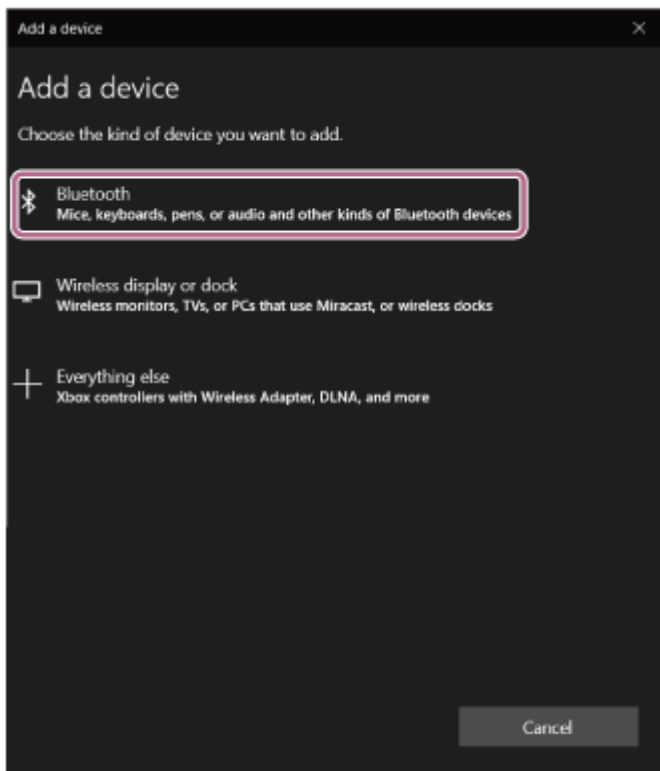 Add a device
Add a device
Choose the kind of device you want to add.
Bluetooth
Mice, keyboards, pens, or audio and other kinds of Bluetooth devices
Wireless display or dock
Wireless monitors, TVs, or PCs that use Miracast, or wireless docks
Everything else
Xbox controllers with Wireless Adapter, DLNA, and more
Cancel